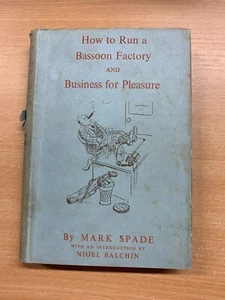 How to Run a
Bassoon Factory
AND
Business for Pleasure
By MARK SPADE
WITH AN INTRODUCTION BY
NIGEL BALCHIN